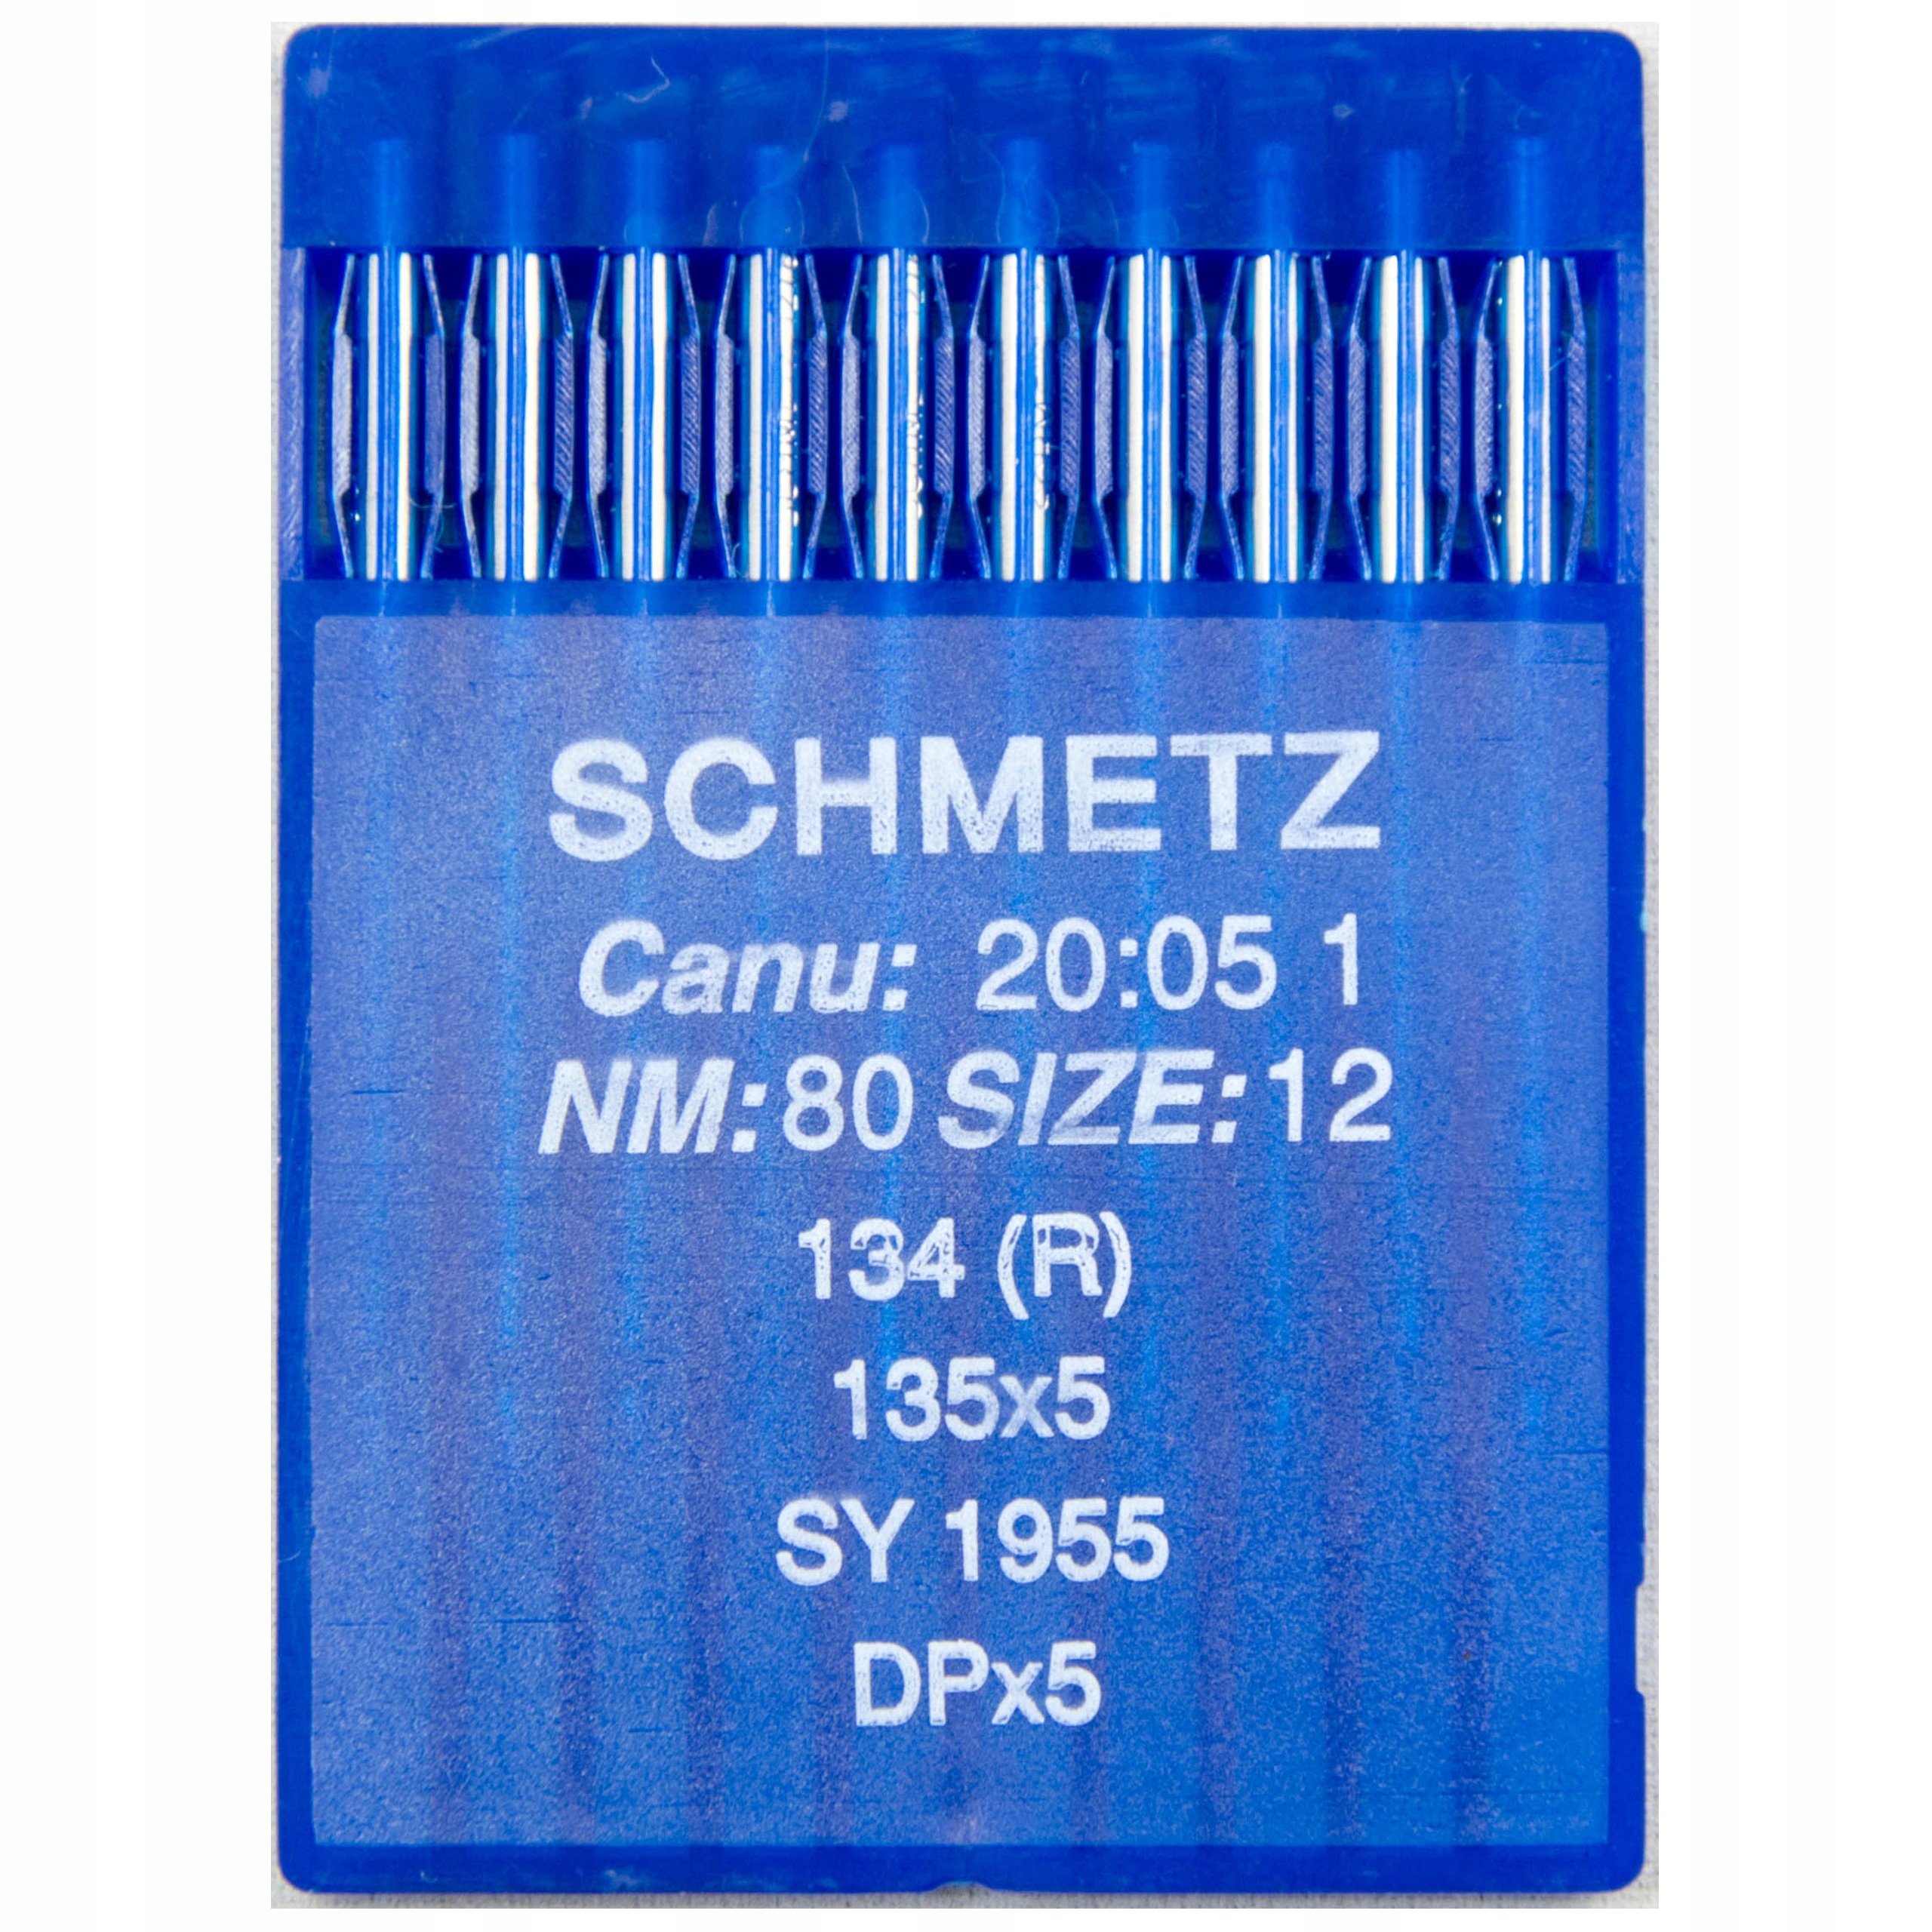 SCHMETZ
Canu: 20:05 1
NM:80 SIZE:12
134 (R)
135x5
SY 1955
DPx5